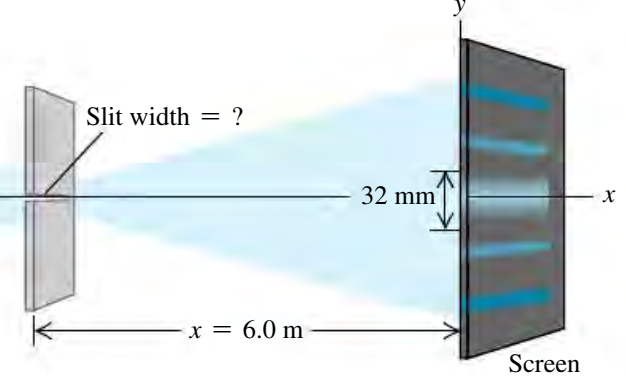 y
Slit width = ?
32 mm
x
x = 6.0 m
Screen